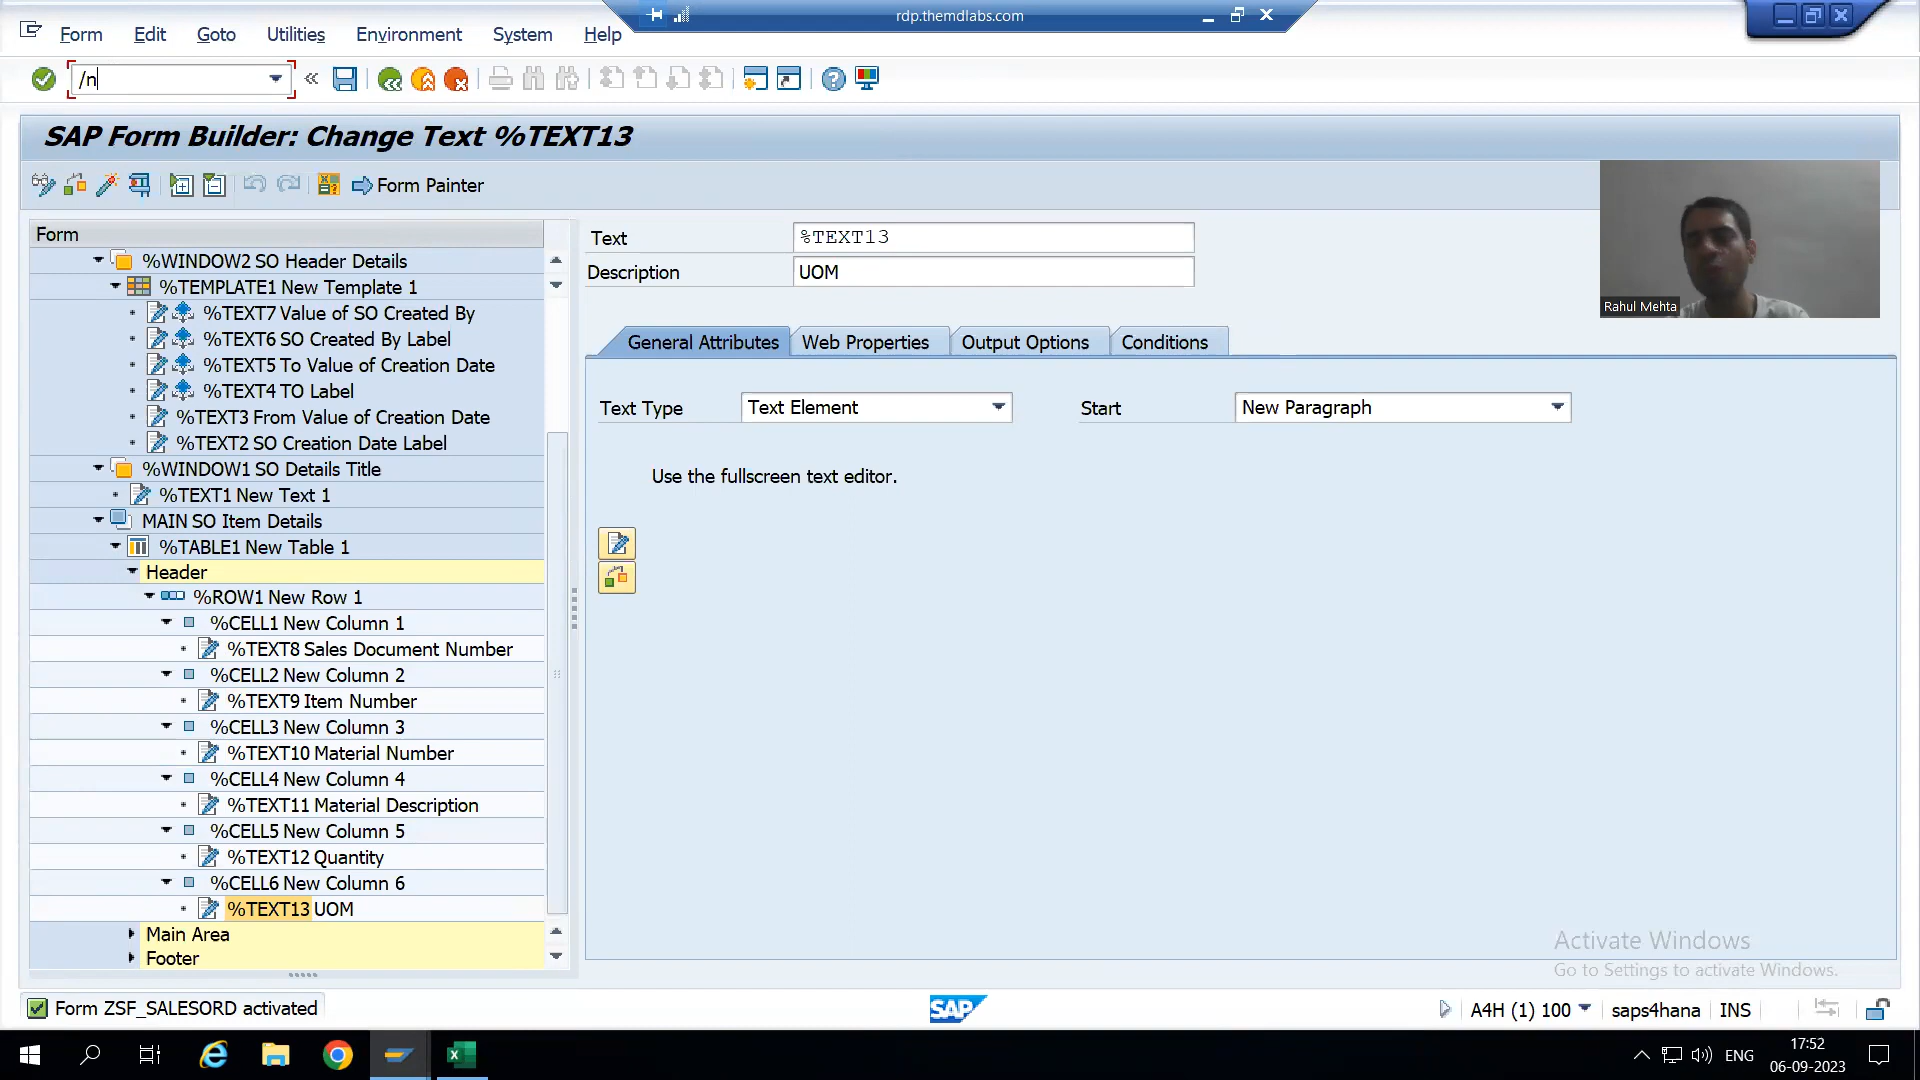 rdp.themdlabs.com
Form Edit Goto Utilities Environment System Help
/n
SAP Form Builder: Change Text %TEXT13
Form Painter
Form
%WINDOW2 SO Header Details
%TEMPLATE1 New Template 1
%TEXT7 Value of SO Created By
%TEXT6 SO Created By Label
%TEXT5 To Value of Creation Date
%TEXT4 TO Label
%TEXT3 From Value of Creation Date
%TEXT2 SO Creation Date Label
%WINDOW1 SO Details Title
%TEXT1 New Text 1
MAIN SO Item Details
%TABLE1 New Table 1
Header
%ROW1 New Row 1
%CELL1 New Column 1
%TEXT8 Sales Document Number
%CELL2 New Column 2
%TEXT9 Item Number
%CELL3 New Column 3
%TEXT10 Material Number
%CELL4 New Column 4
%TEXT11 Material Description
%CELL5 New Column 5
%TEXT12 Quantity
%CELL6 New Column 6
%TEXT13 UOM
Main Area
Footer
Text %TEXT13
Description UOM
General Attributes Web Properties Output Options Conditions
Text Type Text Element Start New Paragraph
Use the fullscreen text editor.
Rahul Mehta
Activate Windows
Go to Settings to activate Windows.
Form ZSF_SALESORD activated
SAP
A4H (1) 100 saps4hana INS
ENG
17:52
06-09-2023